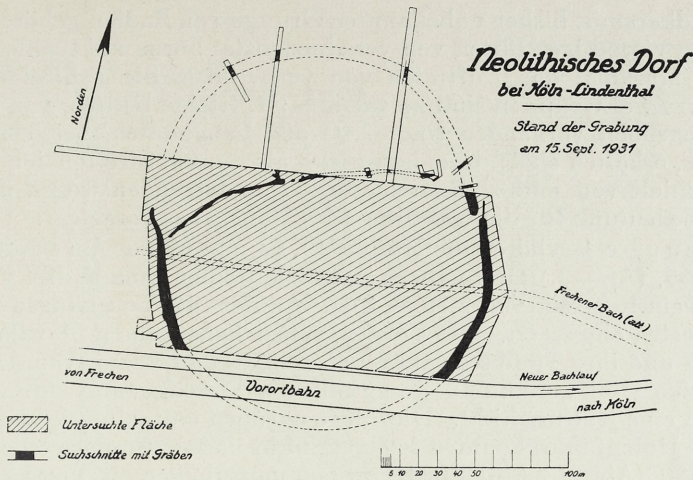 Neolithisches Dorf
bei Köln-Lindenthal
Stand der Grabung
am 15. Sept. 1931
Norden
Frechener Bach (alt)
Neuer Bachlauf
von Frechen
Vorortbahn
nach Köln
Untersuchte Fläche
Suchschnitte mit Gräben
5 10 20 30 40 50 100m